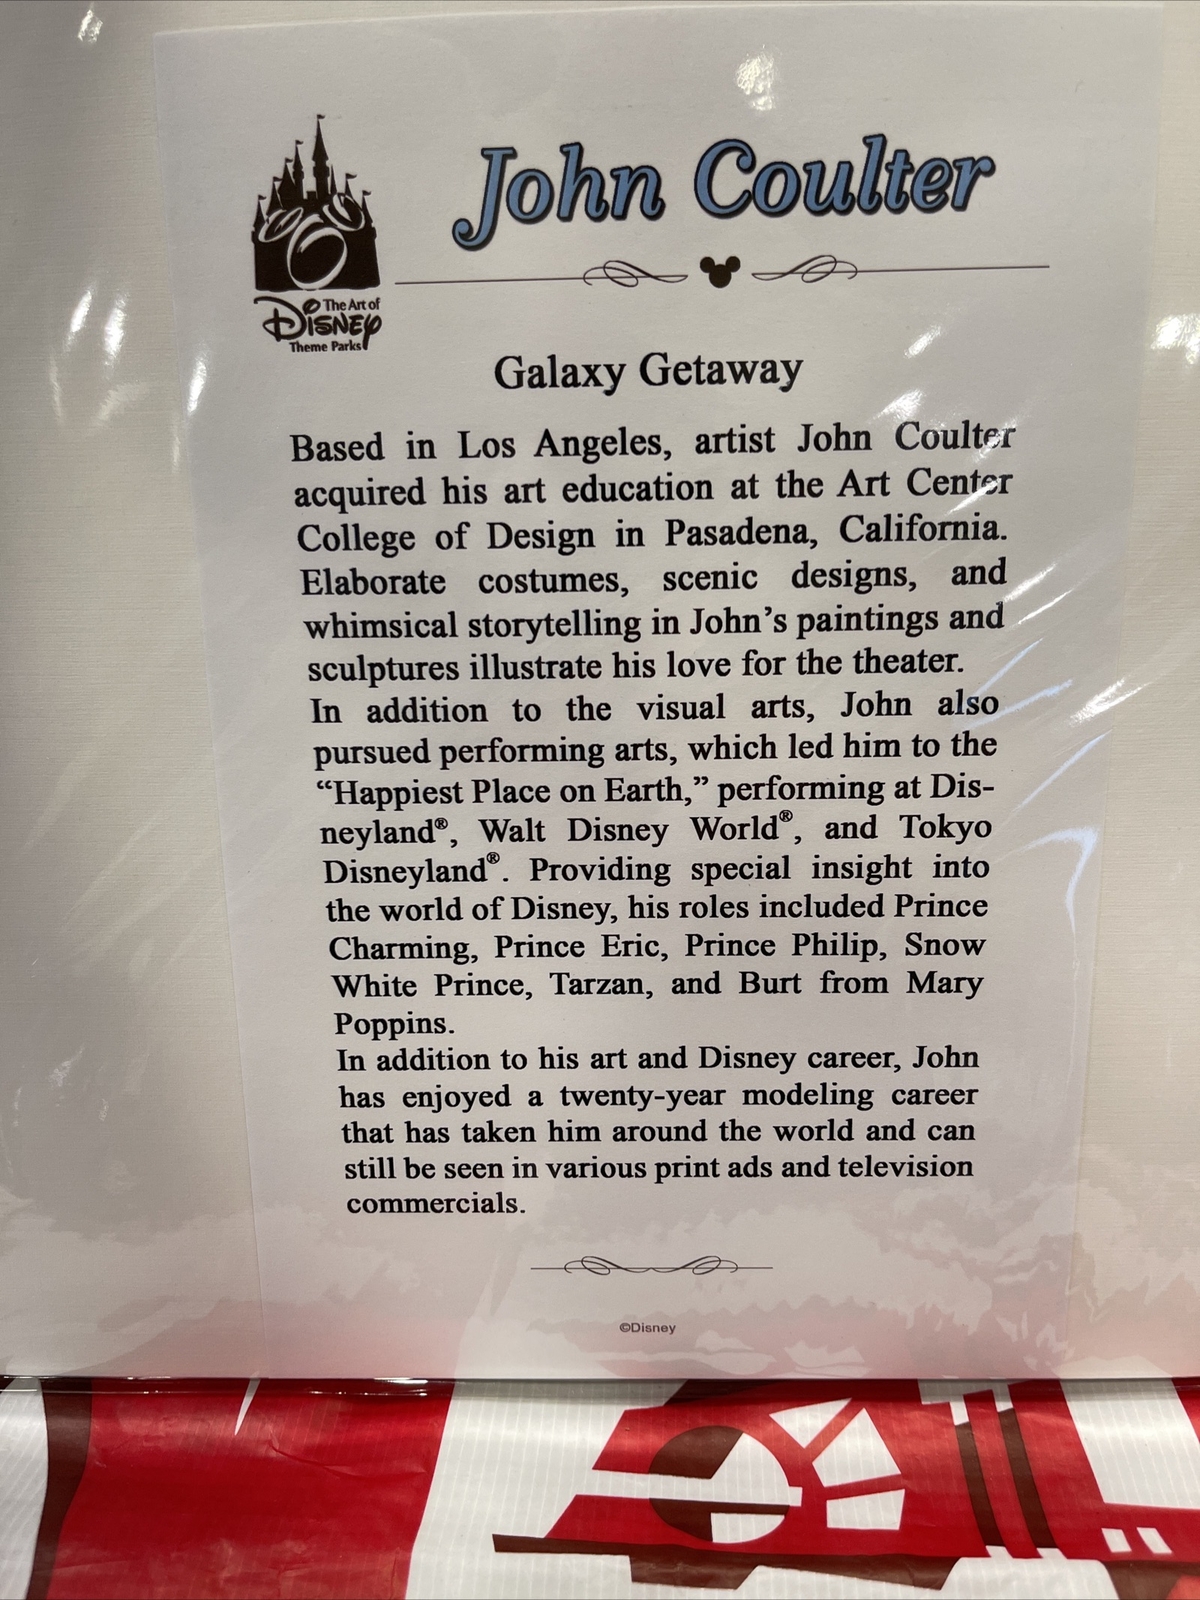 John Coulter
The Art of
Disney
Theme Parks
Galaxy Getaway
Based in Los Angeles, artist John Coulter
acquired his art education at the Art Center
College of Design in Pasadena, California.
Elaborate costumes, scenic designs, and
whimsical storytelling in John’s paintings and
sculptures illustrate his love for the theater.
In addition to the visual arts, John also
pursued performing arts, which led him to the
“Happiest Place on Earth,” performing at Dis-
neyland®, Walt Disney World®, and Tokyo
Disneyland®. Providing special insight into
the world of Disney, his roles included Prince
Charming, Prince Eric, Prince Philip, Snow
White Prince, Tarzan, and Burt from Mary
Poppins.
In addition to his art and Disney career, John
has enjoyed a twenty-year modeling career
that has taken him around the world and can
still be seen in various print ads and television
commercials.
©Disney